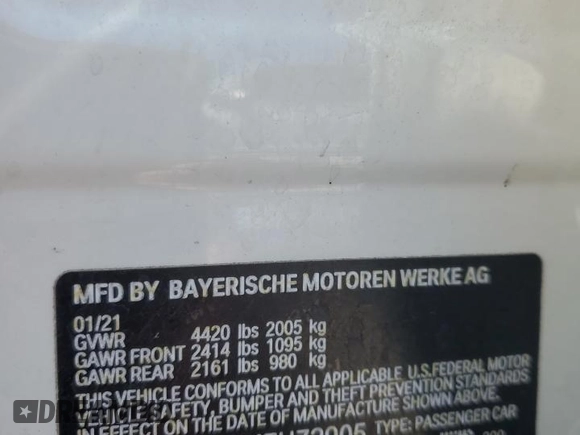 MFD BY BAYERISCHE MOTOREN WERKE AG
01/21
GVWR 4420 lbs 2005 kg
GAWR FRONT 2414 lbs 1095 kg
GAWR REAR 2161 lbs 980 kg
THIS VEHICLE CONFORMS TO ALL APPLICABLE U.S. FEDERAL MOTOR
VEHICLE SAFETY, BUMPER AND THEFT PREVENTION STANDARDS
IN EFFECT ON THE DATE OF MANUFACTURE SHOWN ABOVE.
TYPE: PASSENGER CAR